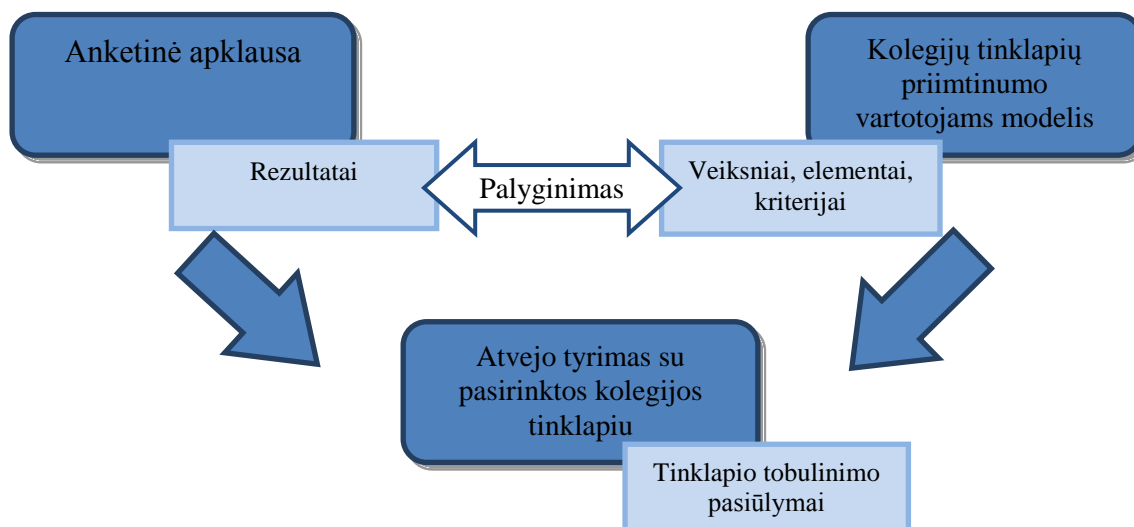 Anketinė apklausa
Rezultatai
Palyginimas
Kolegijų tinklapių
priimtinumo
vartotojams modelis
Veiksniai, elementai,
kriterijai
Atvejo tyrimas su
pasirinktos kolegijos
tinklapiu
Tinklapio tobulinimo
pasiūlymai